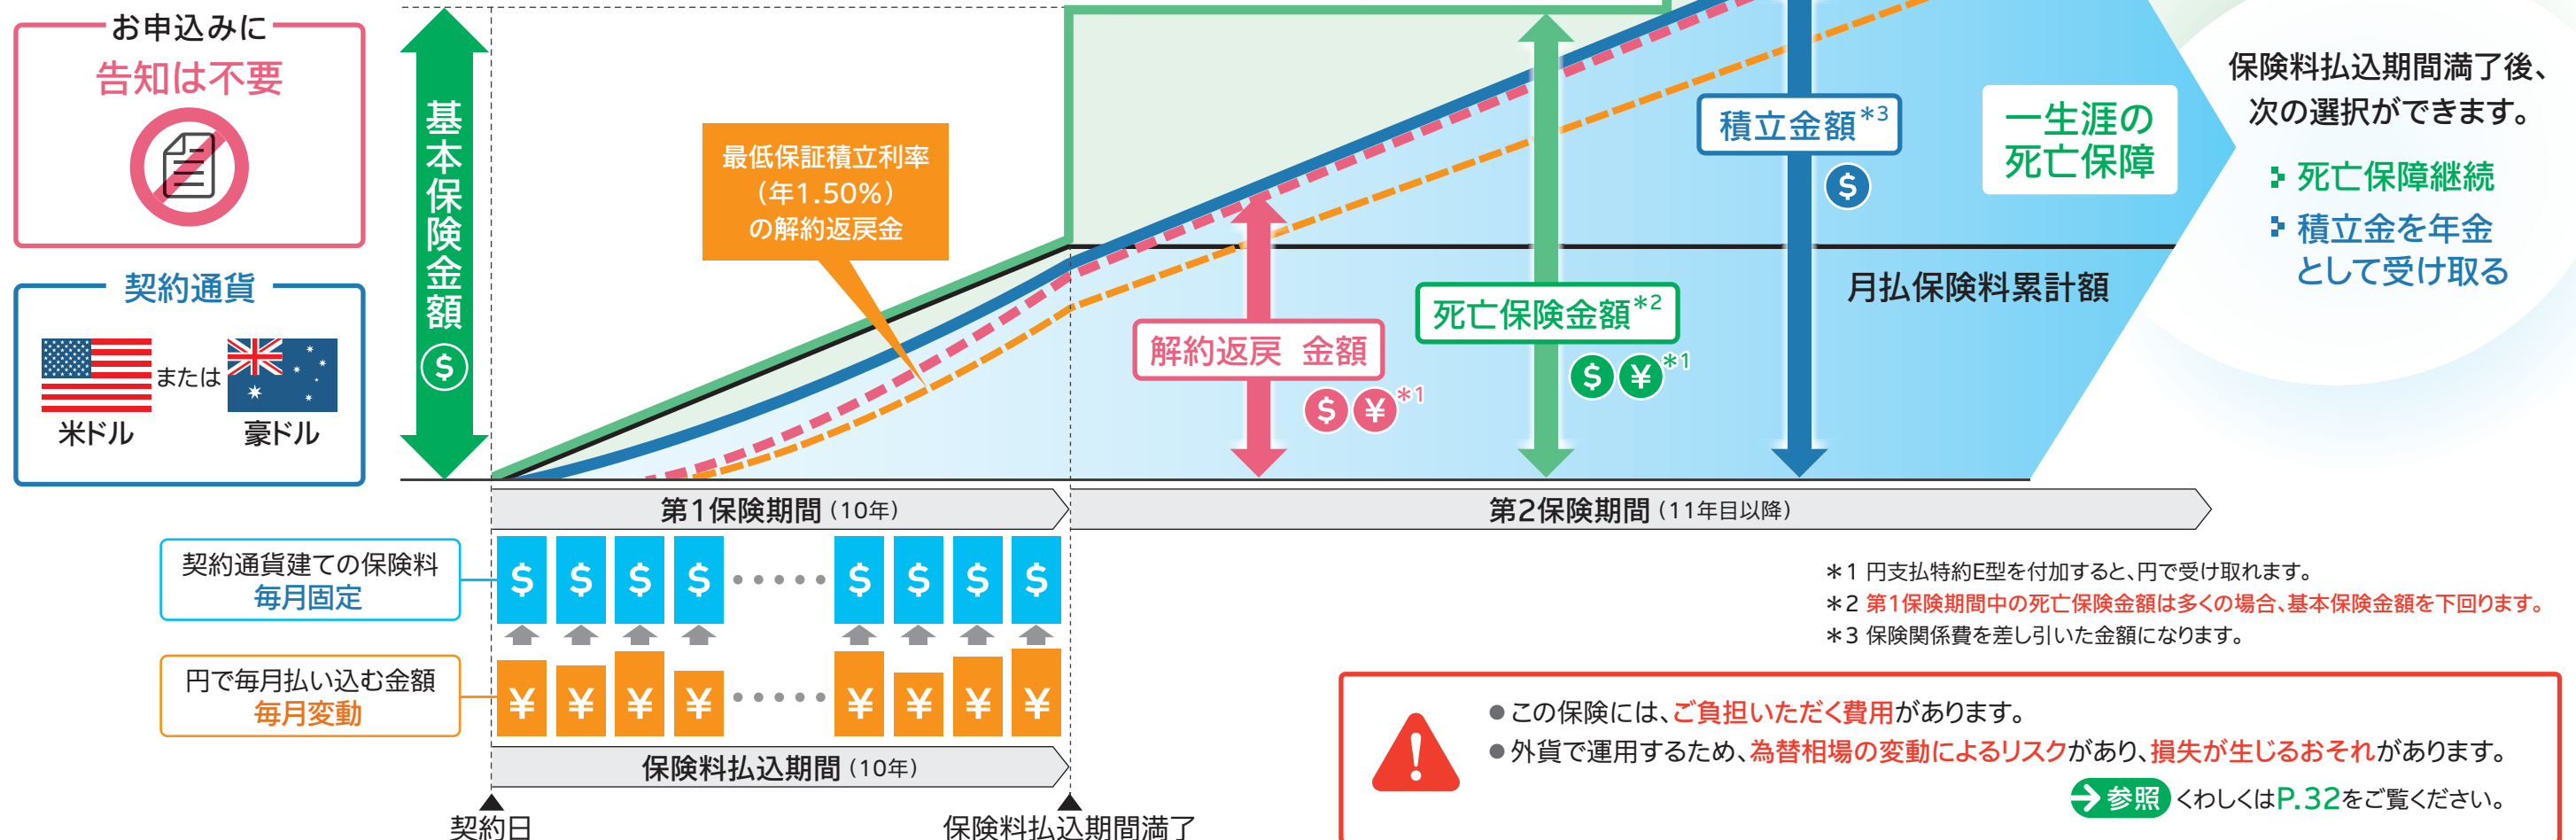 お申込みに
告知は不要
契約通貨
または
米ドル
豪ドル
基本保険金額
$
最低保証積立利率
（年1.50%）
の解約返戻金
解約返戻 金額
$ ¥ *1
死亡保険金額*2
$ ¥ *1
積立金額*3
$
月払保険料累計額
一生涯の
死亡保障
保険料払込期間満了後、
次の選択ができます。
死亡保障継続
積立金を年金
として受け取る
第1保険期間（10年）
第2保険期間（11年目以降）
契約通貨建ての保険料
毎月固定
$ $ $ $ ····· $ $ $ $
円で毎月払い込む金額
毎月変動
¥ ¥ ¥ ¥ ····· ¥ ¥ ¥ ¥
保険料払込期間（10年）
▲
契約日
▲
保険料払込期間満了
*1 円支払特約E型を付加すると、円で受け取れます。
*2 第1保険期間中の死亡保険金額は多くの場合、基本保険金額を下回ります。
*3 保険関係費を差し引いた金額になります。
!
●この保険には、ご負担いただく費用があります。
●外貨で運用するため、為替相場の変動によるリスクがあり、損失が生じるおそれがあります。
→参照 くわしくはP.32をご覧ください。